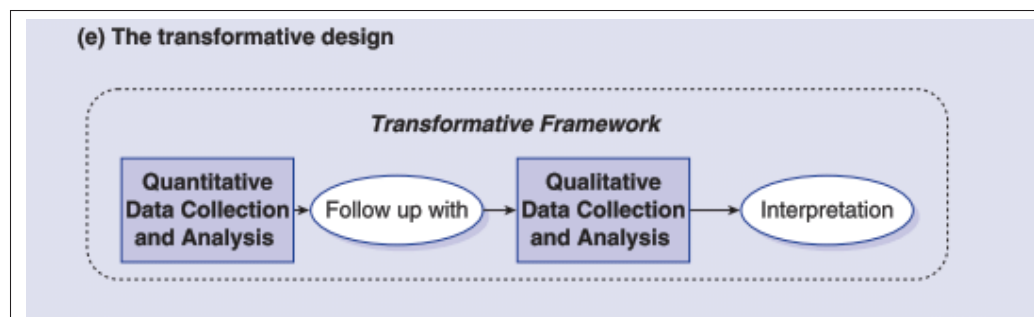 (e) The transformative design
Transformative Framework
Quantitative
Data Collection
and Analysis
Follow up with
Qualitative
Data Collection
and Analysis
Interpretation